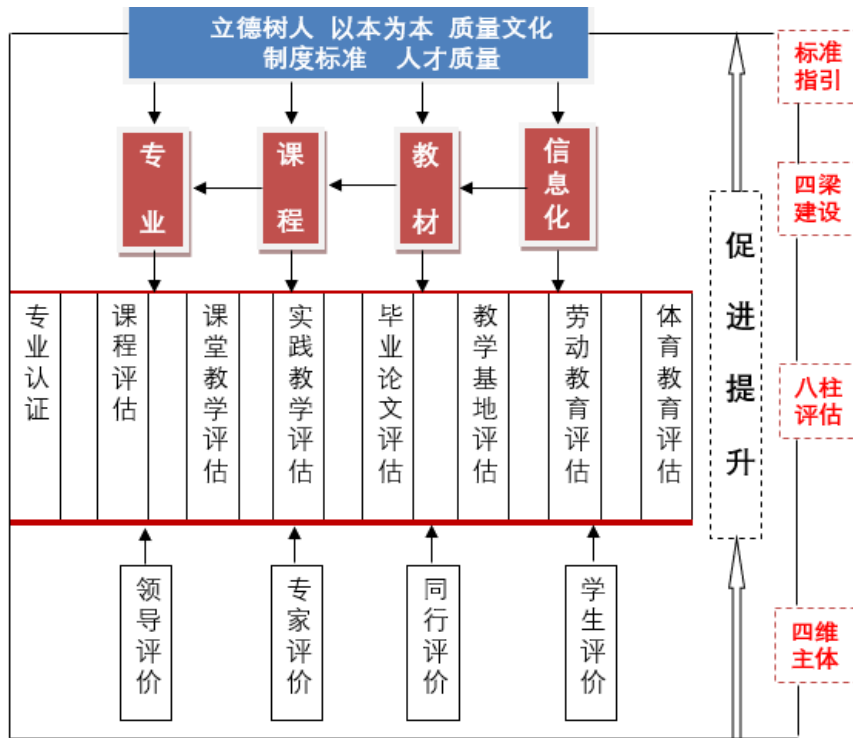 立德树人 以本为本 质量文化
制度标准 人才质量
标准
指引
专业
课程
教材
信息化
四梁
建设
专业认证
课程评估
课堂教学评估
实践教学评估
毕业论文评估
教学基地评估
劳动教育评估
体育教育评估
促进提升
八柱
评估
领导评价
专家评价
同行评价
学生评价
四维
主体